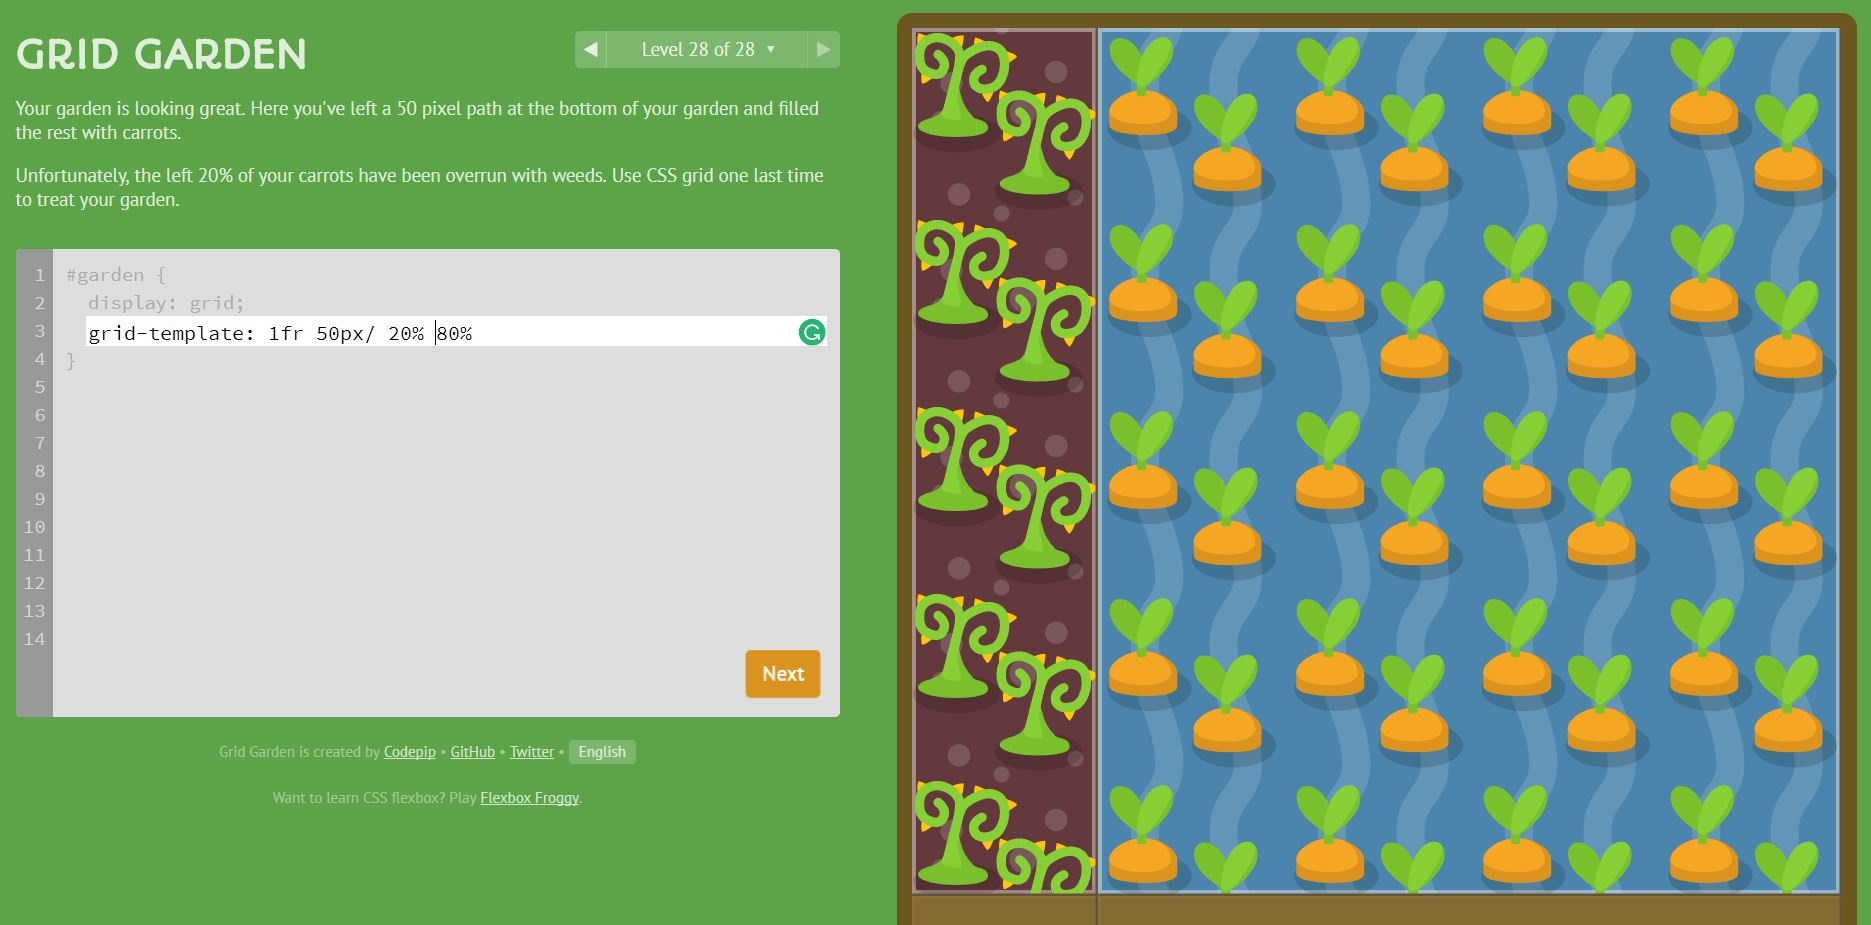 GRID GARDEN
◀ Level 28 of 28 ▼ ▶
Your garden is looking great. Here you've left a 50 pixel path at the bottom of your garden and filled
the rest with carrots.
Unfortunately, the left 20% of your carrots have been overrun with weeds. Use CSS grid one last time
to treat your garden.
1 #garden {
2 display: grid;
3 grid-template: 1fr 50px/ 20% 80%
4 }
5
6
7
8
9
10
11
12
13
14
Next
Grid Garden is created by Codepip • GitHub • Twitter • English
Want to learn CSS flexbox? Play Flexbox Froggy.